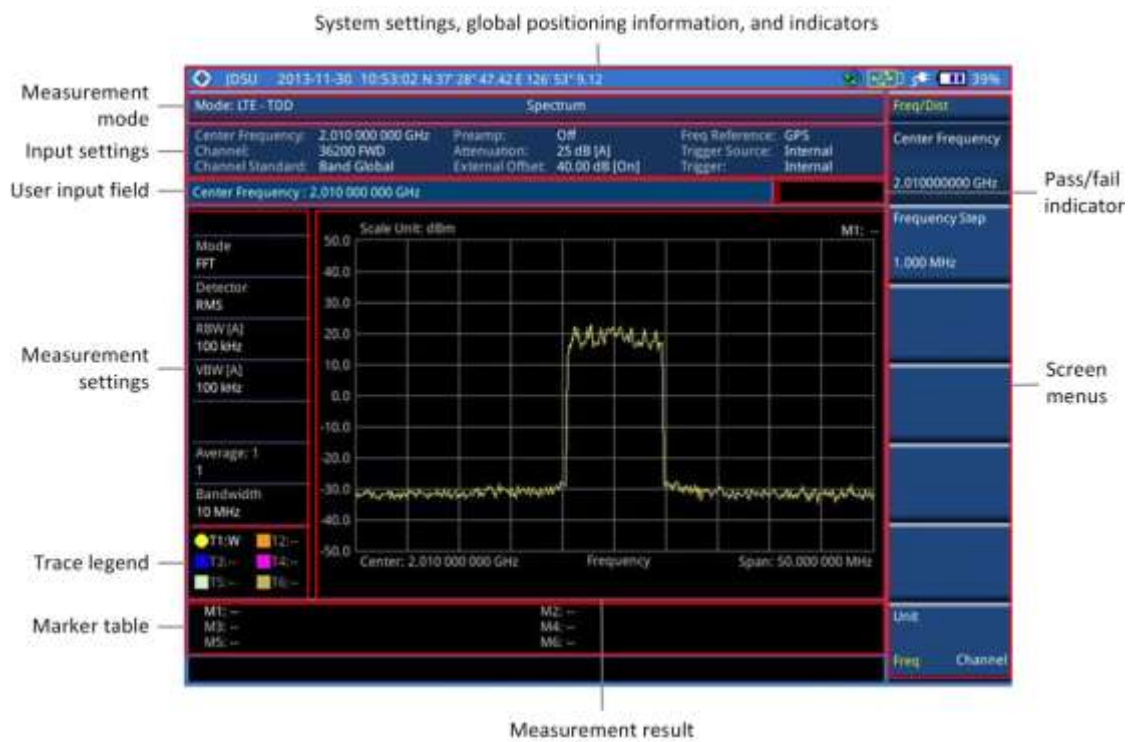 System settings, global positioning information, and indicators
JDSU 2013-11-30 10:53:02 N 37° 28" 47.42 E 126° 53" 9.12 39%
Measurement mode
Mode: LTE - TDD Spectrum
Freq/Dist
Input settings
Center Frequency: 2.010 000 000 GHz Preamp: Off Freq Reference: GPS
Channel: 36200 FWD Attenuation: 25 dB [A] Trigger Source: Internal
Channel Standard: Band Global External Offset: 40.00 dB [On] Trigger: Internal
Center Frequency
2.010000000 GHz
User input field
Center Frequency : 2.010 000 000 GHz
Pass/fail indicator
Frequency Step
1.000 MHz
Scale Unit: dBm M1: --
Mode
FFT
Detector
RMS
RBW [A]
100 kHz
VBW [A]
100 kHz
Average: 1
1
Bandwidth
10 MHz
Measurement settings
50.0
40.0
30.0
20.0
10.0
0.0
-10.0
-20.0
-30.0
-40.0
-50.0
Center: 2.010 000 000 GHz Frequency Span: 50.000 000 MHz
Screen menus
Trace legend
T1:W T2:--
T3:-- T4:--
T5:-- T6:--
Marker table
M1: -- M2: --
M3: -- M4: --
M5: -- M6: --
Unit
Freq Channel
Measurement result